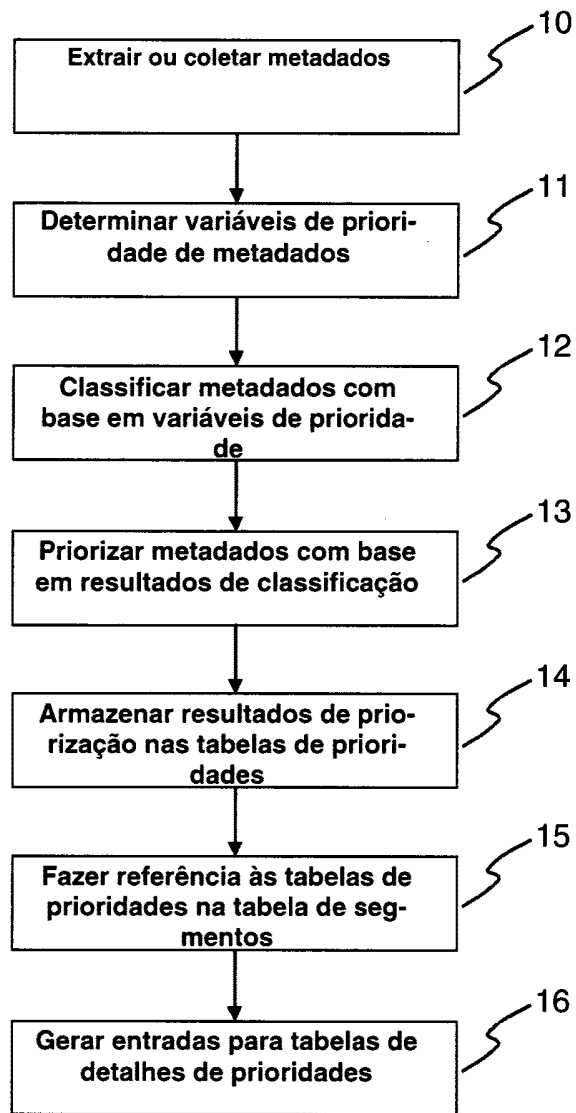 10
Extrair ou coletar metadados
11
Determinar variáveis de priori-
dade de metadados
12
Classificar metadados com
base em variáveis de priorida-
de
13
Priorizar metadados com base
em resultados de classificação
14
Armazenar resultados de prio-
rização nas tabelas de priori-
dades
15
Fazer referência às tabelas de
prioridades na tabela de seg-
mentos
16
Gerar entradas para tabelas de
detalhes de prioridades